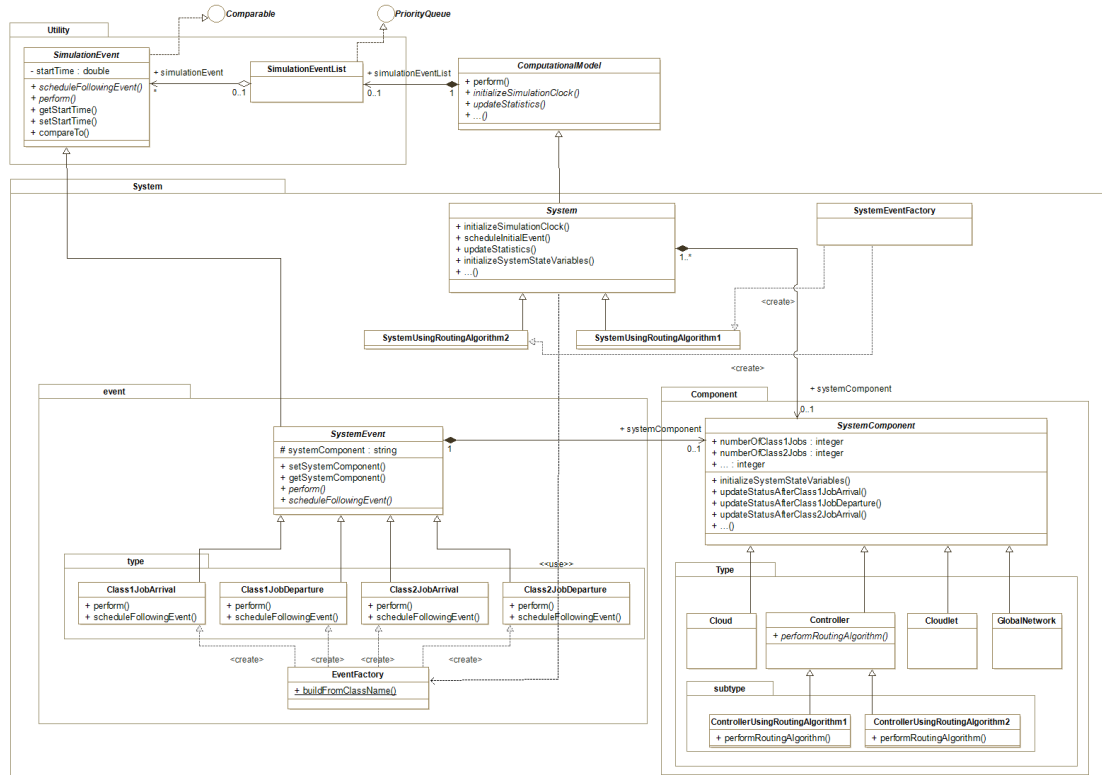 Comparable
PriorityQueue
Utility
SimulationEvent
- startTime : double
+ scheduleFollowingEvent()
+ perform()
+ getStartTime()
+ setStartTime()
+ compareTo()
+ simulationEvent
*
0..1
SimulationEventList
+ simulationEventList
0..1
1
ComputationalModel
+ perform()
+ initializeSimulationClock()
+ updateStatistics()
+ ...()
System
System
+ initializeSimulationClock()
+ scheduleInitialEvent()
+ updateStatistics()
+ initializeSystemStateVariables()
+ ...()
1..*
SystemEventFactory
<create>
SystemUsingRoutingAlgorithm2
SystemUsingRoutingAlgorithm1
<create>
+ systemComponent
0..1
event
SystemEvent
# systemComponent : string
+ setSystemComponent()
+ getSystemComponent()
+ perform()
+ scheduleFollowingEvent()
1
+ systemComponent
0..1
Component
SystemComponent
+ numberOfClass1Jobs : integer
+ numberOfClass2Jobs : integer
+ ... : integer
+ initializeSystemStateVariables()
+ updateStatusAfterClass1JobArrival()
+ updateStatusAfterClass1JobDeparture()
+ updateStatusAfterClass2JobArrival()
+ ...()
type
<<use>>
Class1JobArrival
+ perform()
+ scheduleFollowingEvent()
Class1JobDeparture
+ perform()
+ scheduleFollowingEvent()
Class2JobArrival
+ perform()
+ scheduleFollowingEvent()
Class2JobDeparture
+ perform()
+ scheduleFollowingEvent()
<create>
<create>
<create>
<create>
EventFactory
+ buildFromClassName()
Type
Cloud
Controller
+ performRoutingAlgorithm()
Cloudlet
GlobalNetwork
subtype
ControllerUsingRoutingAlgorithm1
+ performRoutingAlgorithm()
ControllerUsingRoutingAlgorithm2
+ performRoutingAlgorithm()